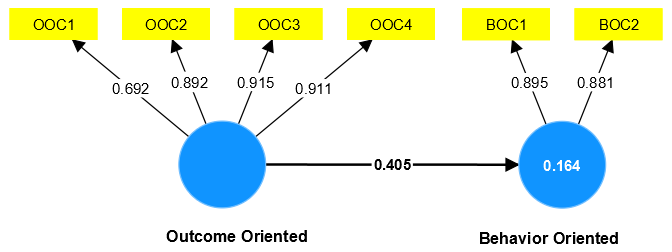 OOC1 OOC2 OOC3 OOC4 BOC1 BOC2
0.692 0.892 0.915 0.911 0.895 0.881
0.405 0.164
Outcome Oriented Behavior Oriented